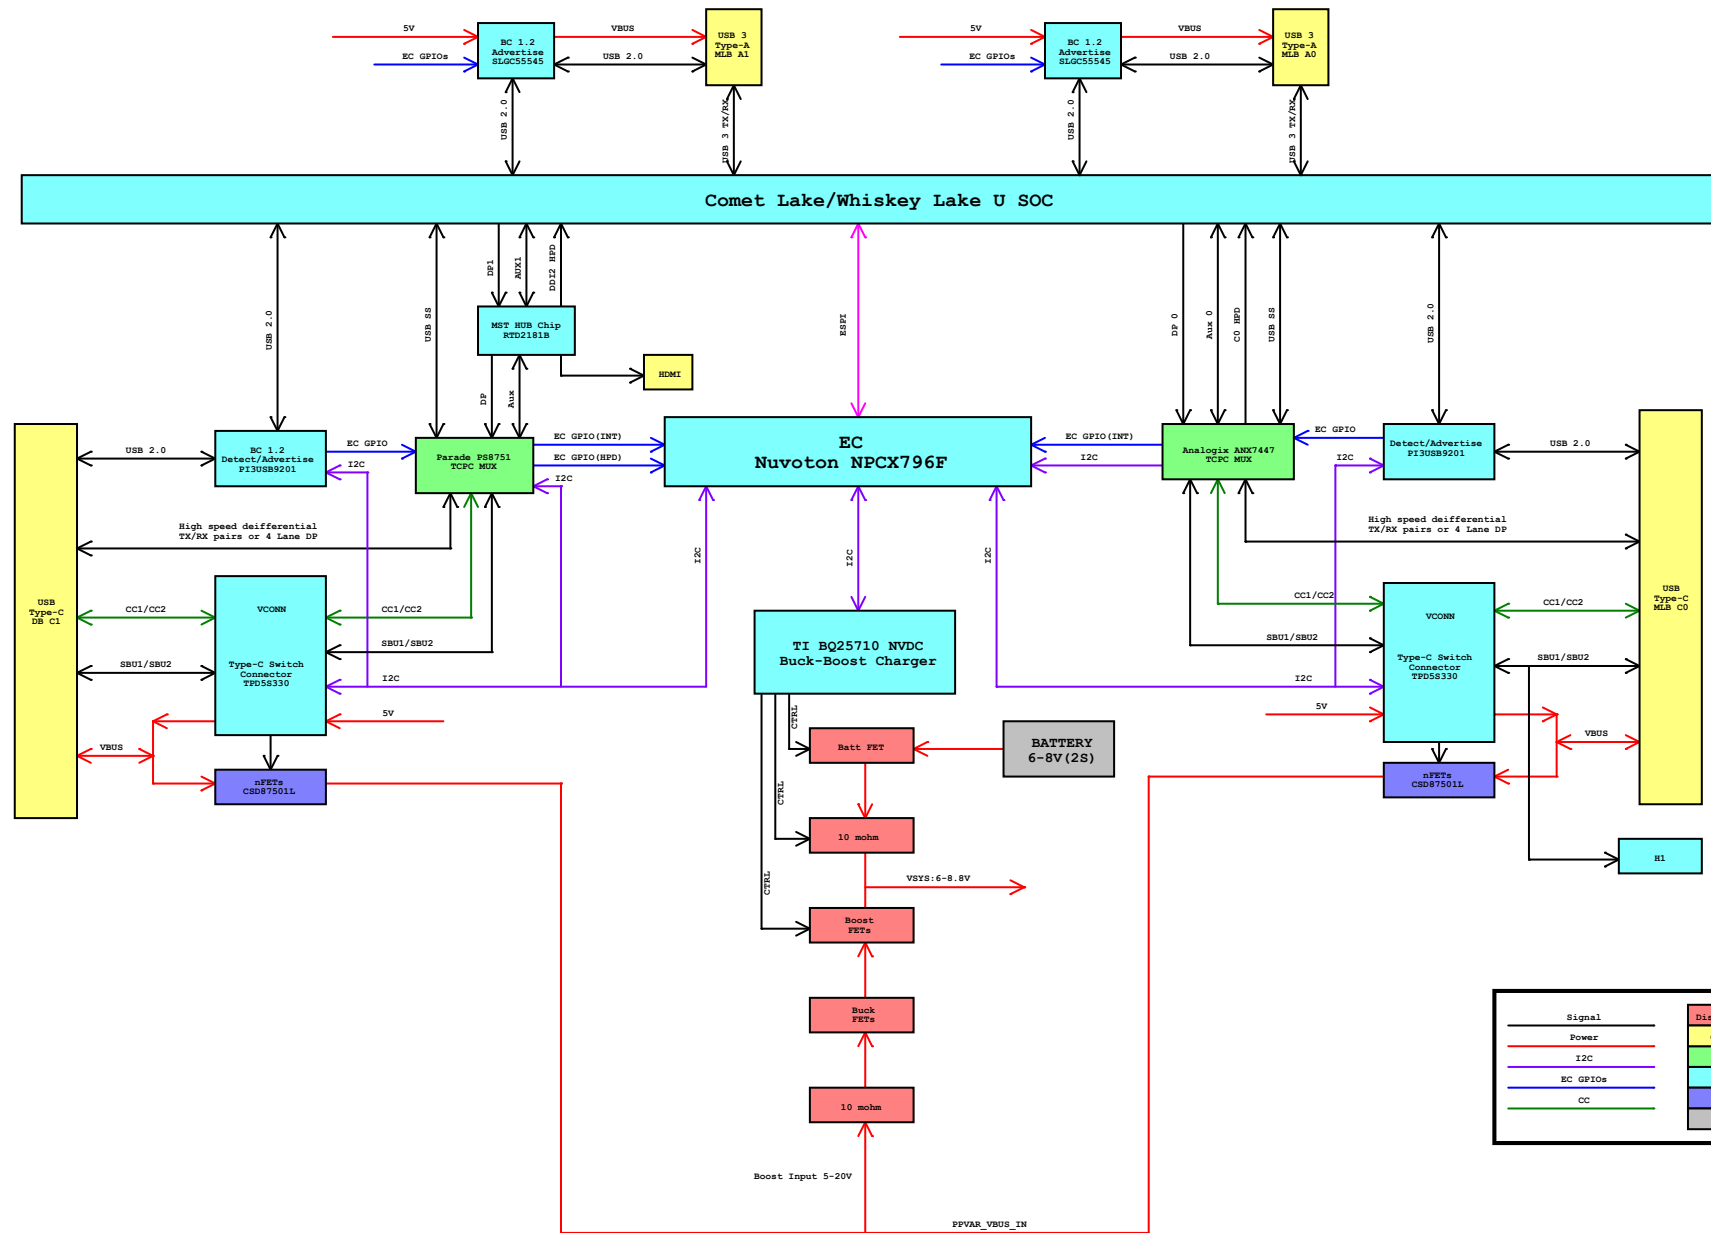 5V
EC GPIOs
BC 1.2
Advertise
SLGC55545
VBUS
USB 2.0
USB 3
Type-A
MLB A1
USB 2.0
USB 3 TX/RX
5V
EC GPIOs
BC 1.2
Advertise
SLGC55545
VBUS
USB 2.0
USB 3
Type-A
MLB A0
USB 2.0
USB 3 TX/RX
Comet Lake/Whiskey Lake U SOC
USB 2.0
USB SS
DP1
AUX1
DDI2 HPD
ESPI
DP 0
Aux 0
C0 HPD
USB SS
USB 2.0
MST HUB Chip
RTD2181B
HDMI
DP
Aux
USB
Type-C
DB C1
USB 2.0
BC 1.2
Detect/Advertise
PI3USB9201
EC GPIO
I2C
Parade PS8751
TCPC MUX
EC GPIO(INT)
EC GPIO(HPD)
I2C
EC
Nuvoton NPCX796F
EC GPIO(INT)
I2C
Analogix ANX7447
TCPC MUX
EC GPIO
I2C
Detect/Advertise
PI3USB9201
USB 2.0
USB
Type-C
MLB C0
High speed deifferential
TX/RX pairs or 4 Lane DP
I2C
I2C
I2C
High speed deifferential
TX/RX pairs or 4 Lane DP
CC1/CC2
VCONN
Type-C Switch
Connector
TPD5S330
CC1/CC2
SBU1/SBU2
SBU1/SBU2
I2C
5V
VBUS
nFETs
CSD87501L
TI BQ25710 NVDC
Buck-Boost Charger
CTRL
CTRL
CTRL
Batt FET
BATTERY
6-8V(2S)
10 mohm
VSYS:6-8.8V
Boost
FETs
Buck
FETs
10 mohm
Boost Input 5-20V
PPVAR_VBUS_IN
CC1/CC2
SBU1/SBU2
I2C
5V
VCONN
Type-C Switch
Connector
TPD5S330
CC1/CC2
SBU1/SBU2
VBUS
nFETs
CSD87501L
H1
Signal
Power
I2C
EC GPIOs
CC